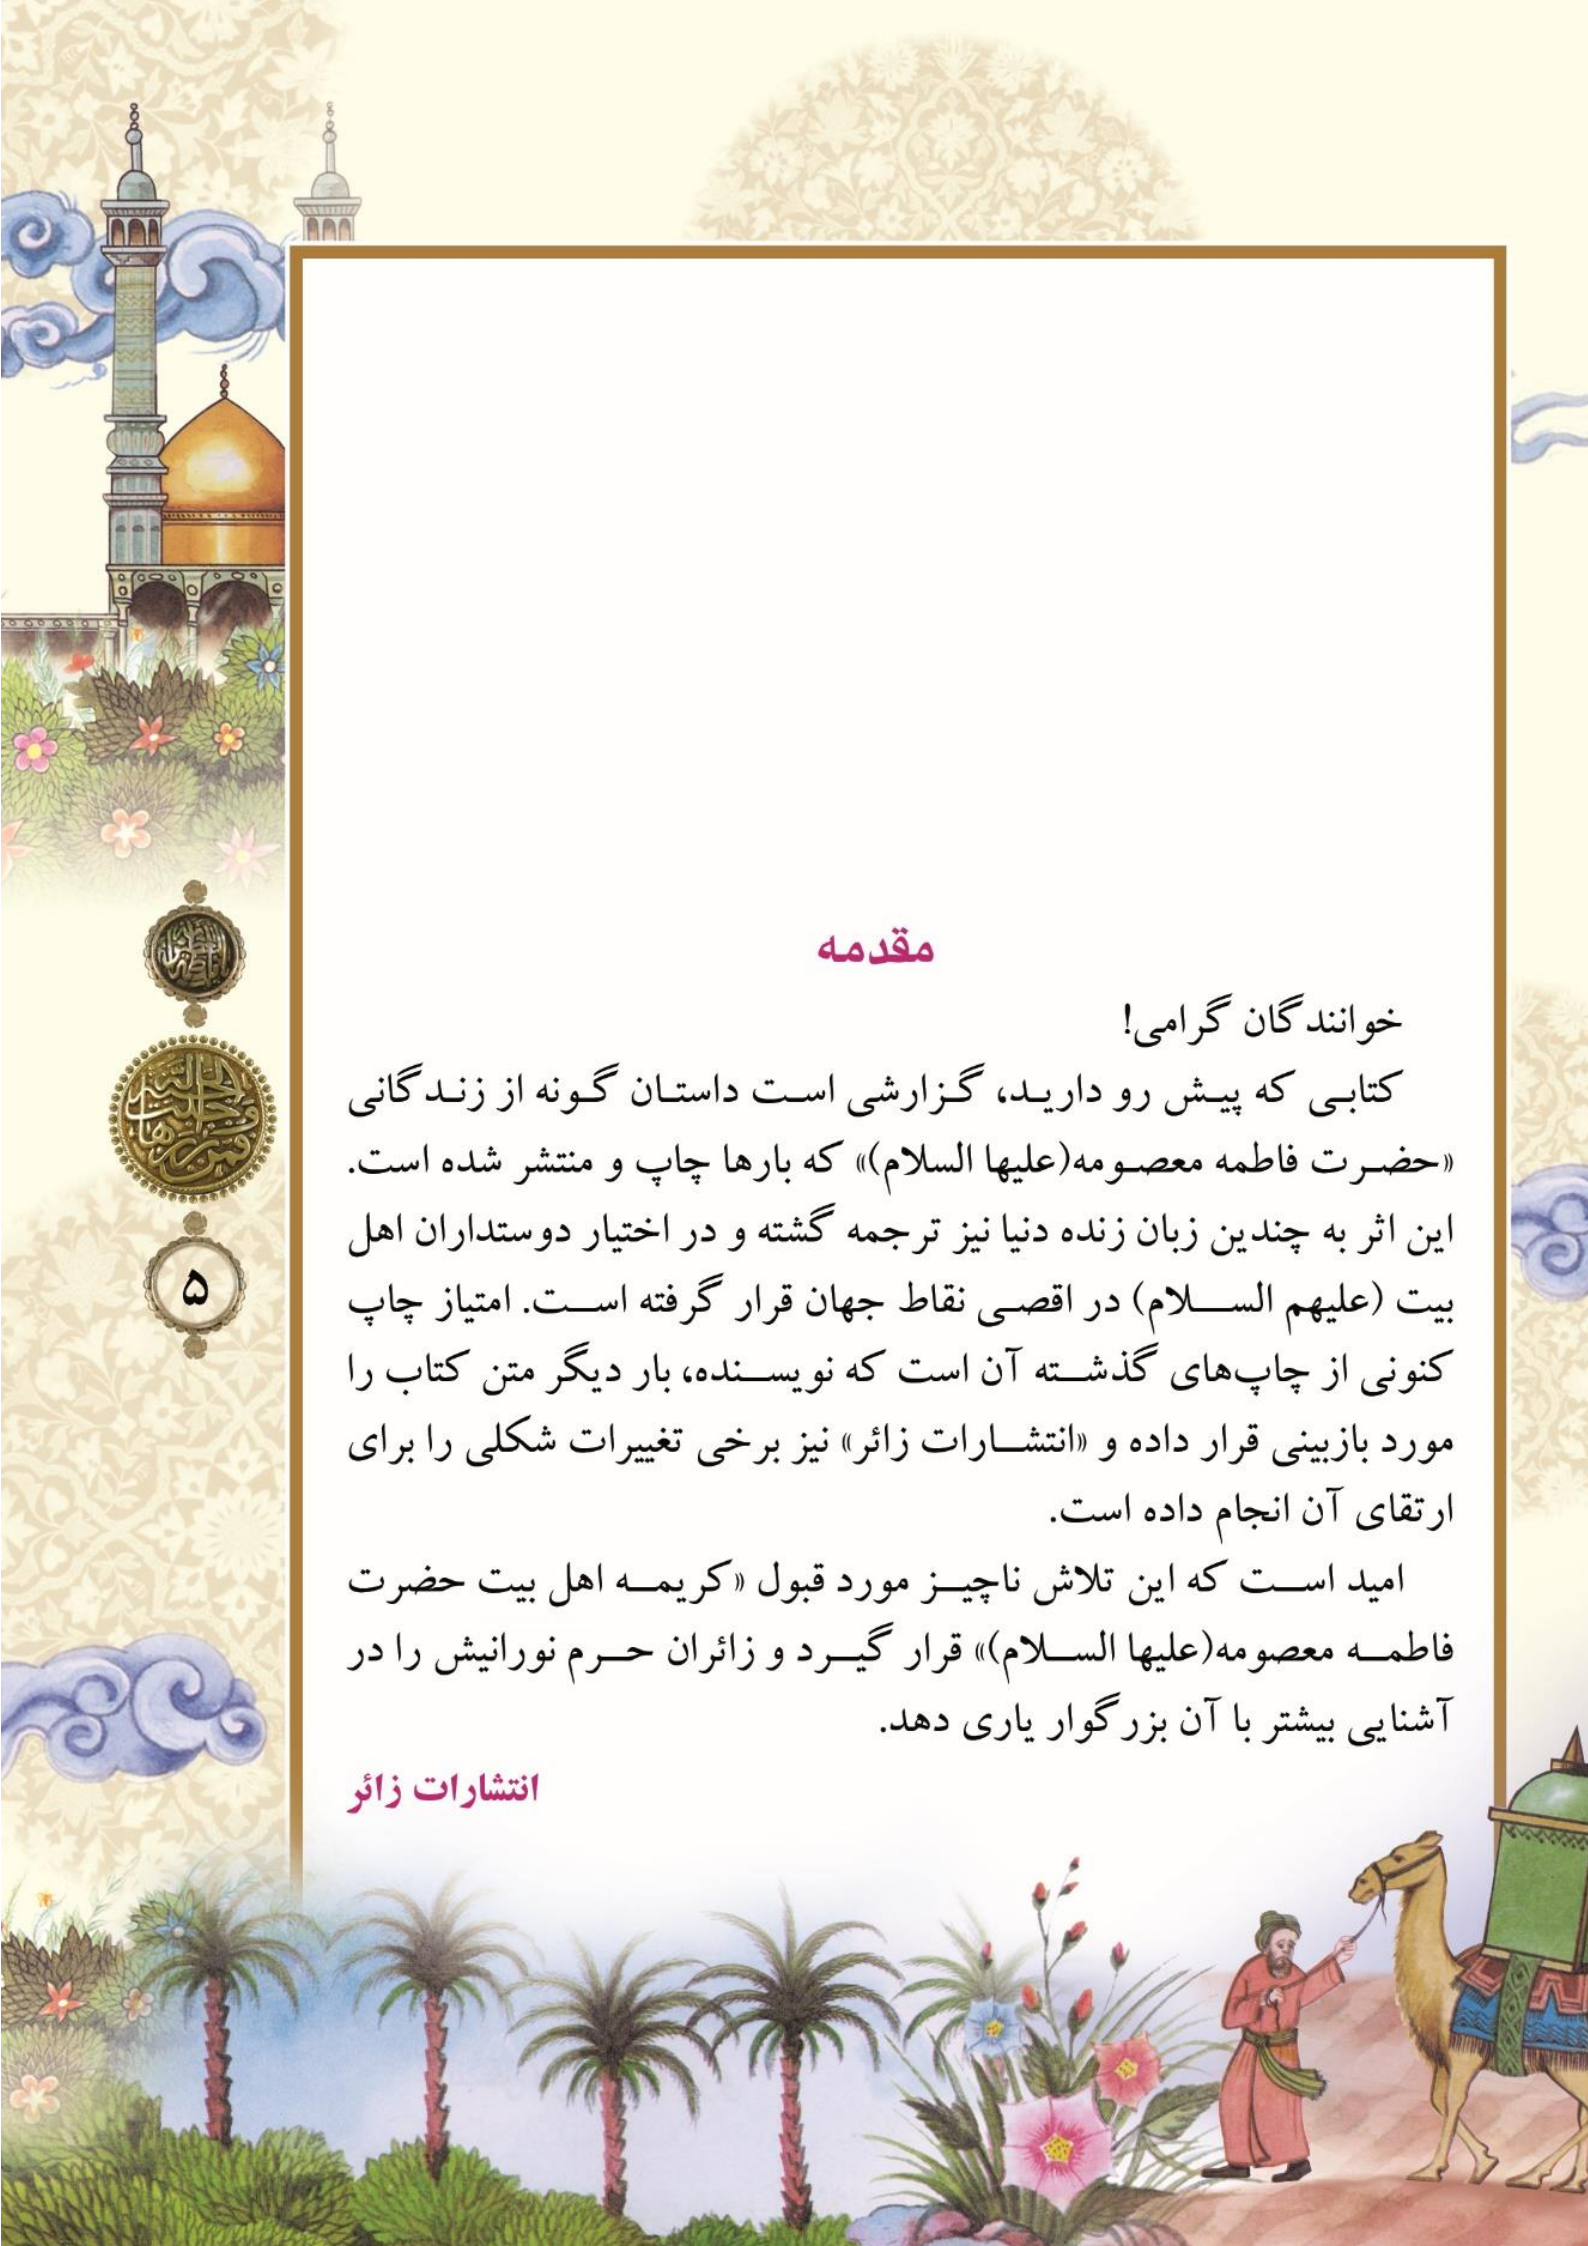 مقدمه
خوانندگان گرامی!
کتابی که پیش رو دارید، گزارشی است داستان گونه از زندگانی
«حضرت فاطمه معصومه(علیها السلام)» که بارها چاپ و منتشر شده است.
این اثر به چندین زبان زنده دنیا نیز ترجمه گشته و در اختیار دوستداران اهل
بیت (علیهم السلام) در اقصی نقاط جهان قرار گرفته است. امتیاز چاپ
کنونی از چاپ‌های گذشته آن است که نویسنده، بار دیگر متن کتاب را
مورد بازبینی قرار داده و «انتشارات زائر» نیز برخی تغییرات شکلی را برای
ارتقای آن انجام داده است.
امید است که این تلاش ناچیز مورد قبول «کریمه اهل بیت حضرت
فاطمه معصومه(علیها السلام)» قرار گیرد و زائران حرم نورانیش را در
آشنایی بیشتر با آن بزرگوار یاری دهد.
انتشارات زائر
۵